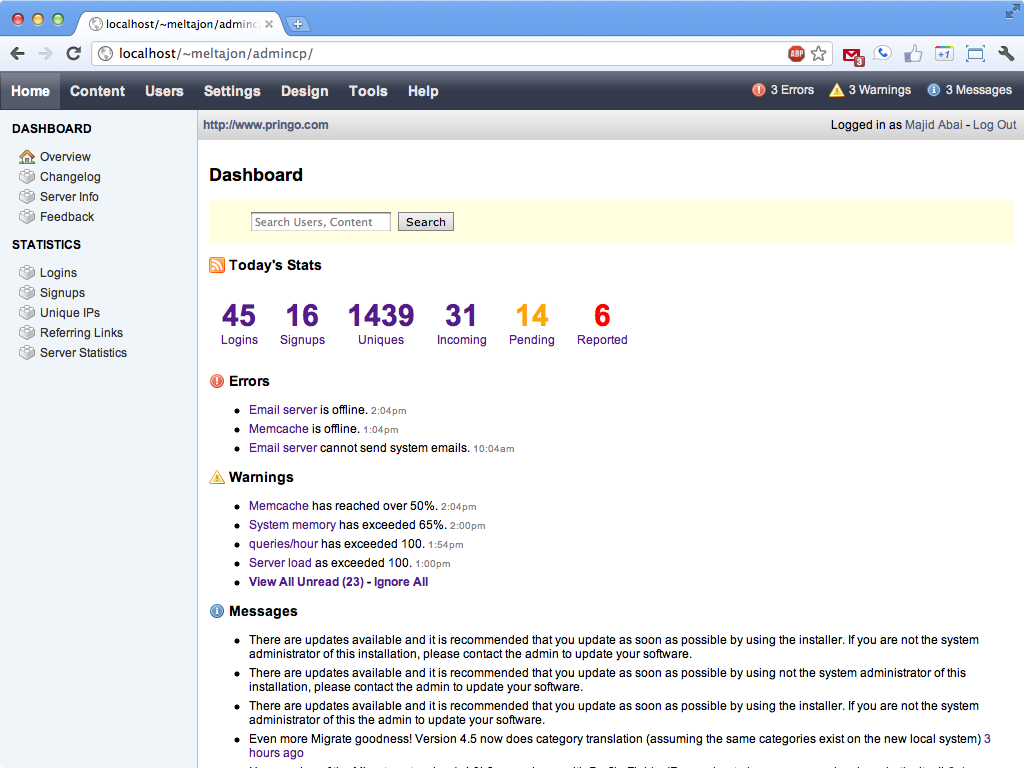 localhost/~meltajon/adminc
localhost/~meltajon/admincp/
ABP
3
+1
Home Content Users Settings Design Tools Help
3 Errors 3 Warnings 3 Messages
DASHBOARD
Overview
Changelog
Server Info
Feedback
STATISTICS
Logins
Signups
Unique IPs
Referring Links
Server Statistics
http://www.pringo.com
Logged in as Majid Abai - Log Out
Dashboard
Search Users, Content Search
Today's Stats
45 16 1439 31 14 6
Logins Signups Uniques Incoming Pending Reported
Errors
Email server is offline. 2:04pm
Memcache is offline. 1:04pm
Email server cannot send system emails. 10:04am
Warnings
Memcache has reached over 50%. 2:04pm
System memory has exceeded 65%. 2:00pm
queries/hour has exceeded 100. 1:54pm
Server load as exceeded 100. 1:00pm
View All Unread (23) - Ignore All
Messages
There are updates available and it is recommended that you update as soon as possible by using the installer. If you are not the system
administrator of this installation, please contact the admin to update your software.
There are updates available and it is recommended that you update as soon as possible by using not the system administrator of this
installation, please contact the admin to update your software.
There are updates available and it is recommended that you update as soon as possible by using the installer. If you are not the system
administrator of this the admin to update your software.
Even more Migrate goodness! Version 4.5 now does category translation (assuming the same categories exist on the new local system) 3
hours ago